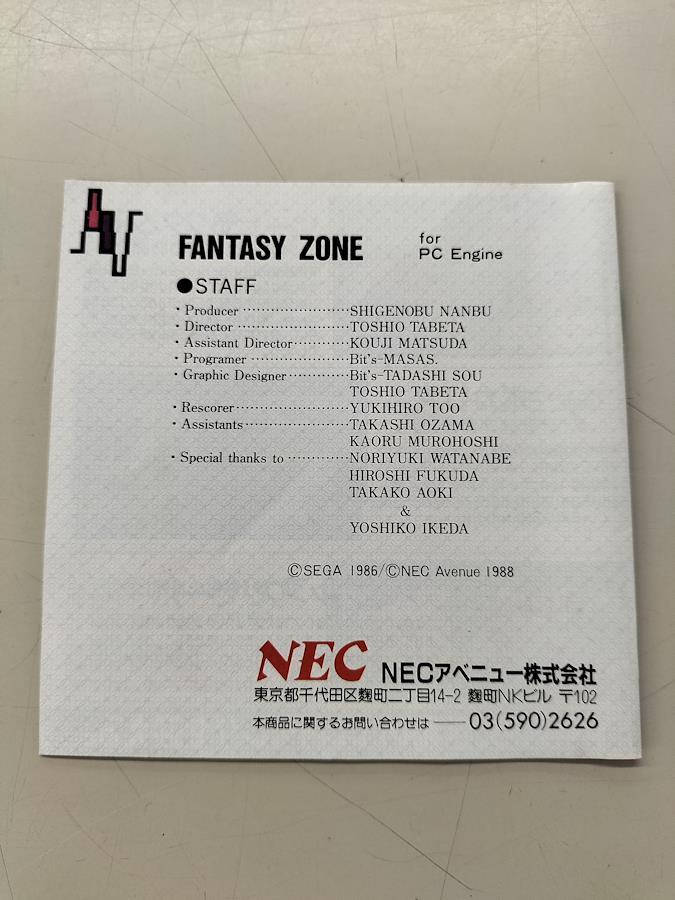 AV
FANTASY ZONE for PC Engine
●STAFF
・Producer ························SHIGENOBU NANBU
・Director ························TOSHIO TABETA
・Assistant Director············KOUJI MATSUDA
・Programer ·····················Bit's-MASAS.
・Graphic Designer·············Bit's-TADASHI SOU
TOSHIO TABETA
・Rescorer························YUKIHIRO TOO
・Assistants······················TAKASHI OZAMA
KAORU MUROHOSHI
・Special thanks to ·············NORIYUKI WATANABE
HIROSHI FUKUDA
TAKAKO AOKI
&
YOSHIKO IKEDA
ⒸSEGA 1986/ⒸNEC Avenue 1988
NEC NECアベニュー株式会社
東京都千代田区麹町二丁目14-2 麹町NKビル 〒102
本商品に関するお問い合わせは――03(590)2626